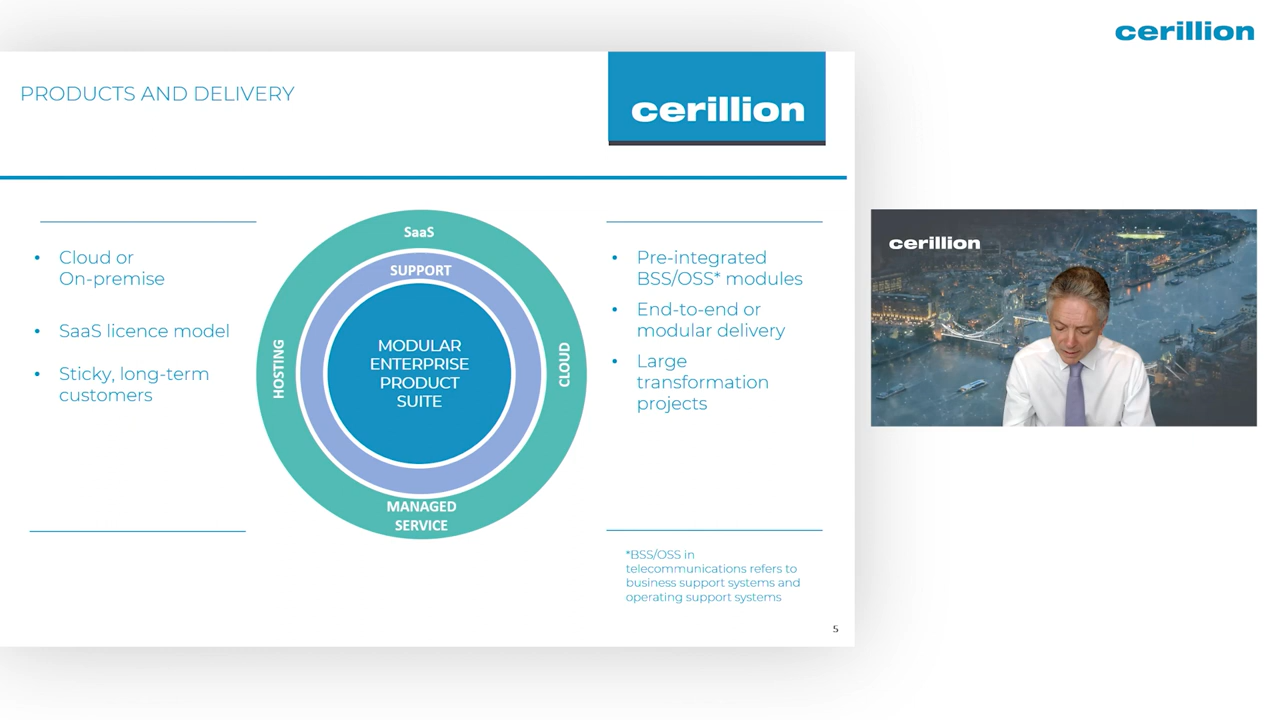 cerillion
PRODUCTS AND DELIVERY
cerillion
• Cloud or
On-premise
• SaaS licence model
• Sticky, long-term
customers
SaaS
SUPPORT
HOSTING
MODULAR
ENTERPRISE
PRODUCT
SUITE
CLOUD
MANAGED
SERVICE
• Pre-integrated
BSS/OSS* modules
• End-to-end or
modular delivery
• Large
transformation
projects
*BSS/OSS in
telecommunications refers to
business support systems and
operating support systems
5
cerillion